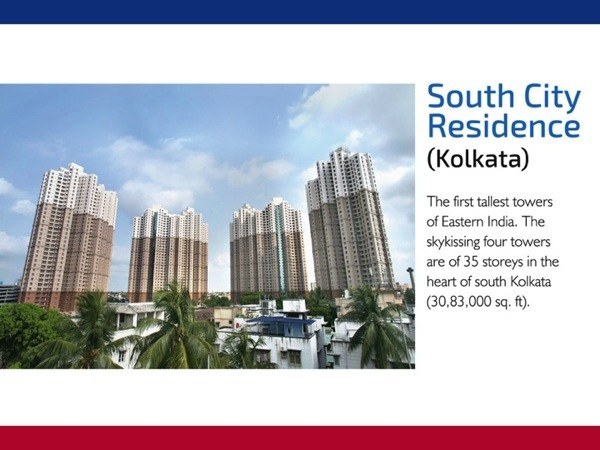 South City
Residence
(Kolkata)
The first tallest towers
of Eastern India. The
skykissing four towers
are of 35 storeys in the
heart of south Kolkata
(30,83,000 sq. ft).